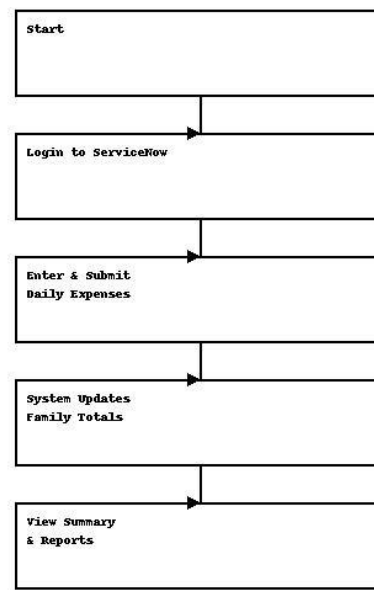 Start
Login to ServiceNow
Enter & Submit
Daily Expenses
System Updates
Family Totals
View Summary
& Reports